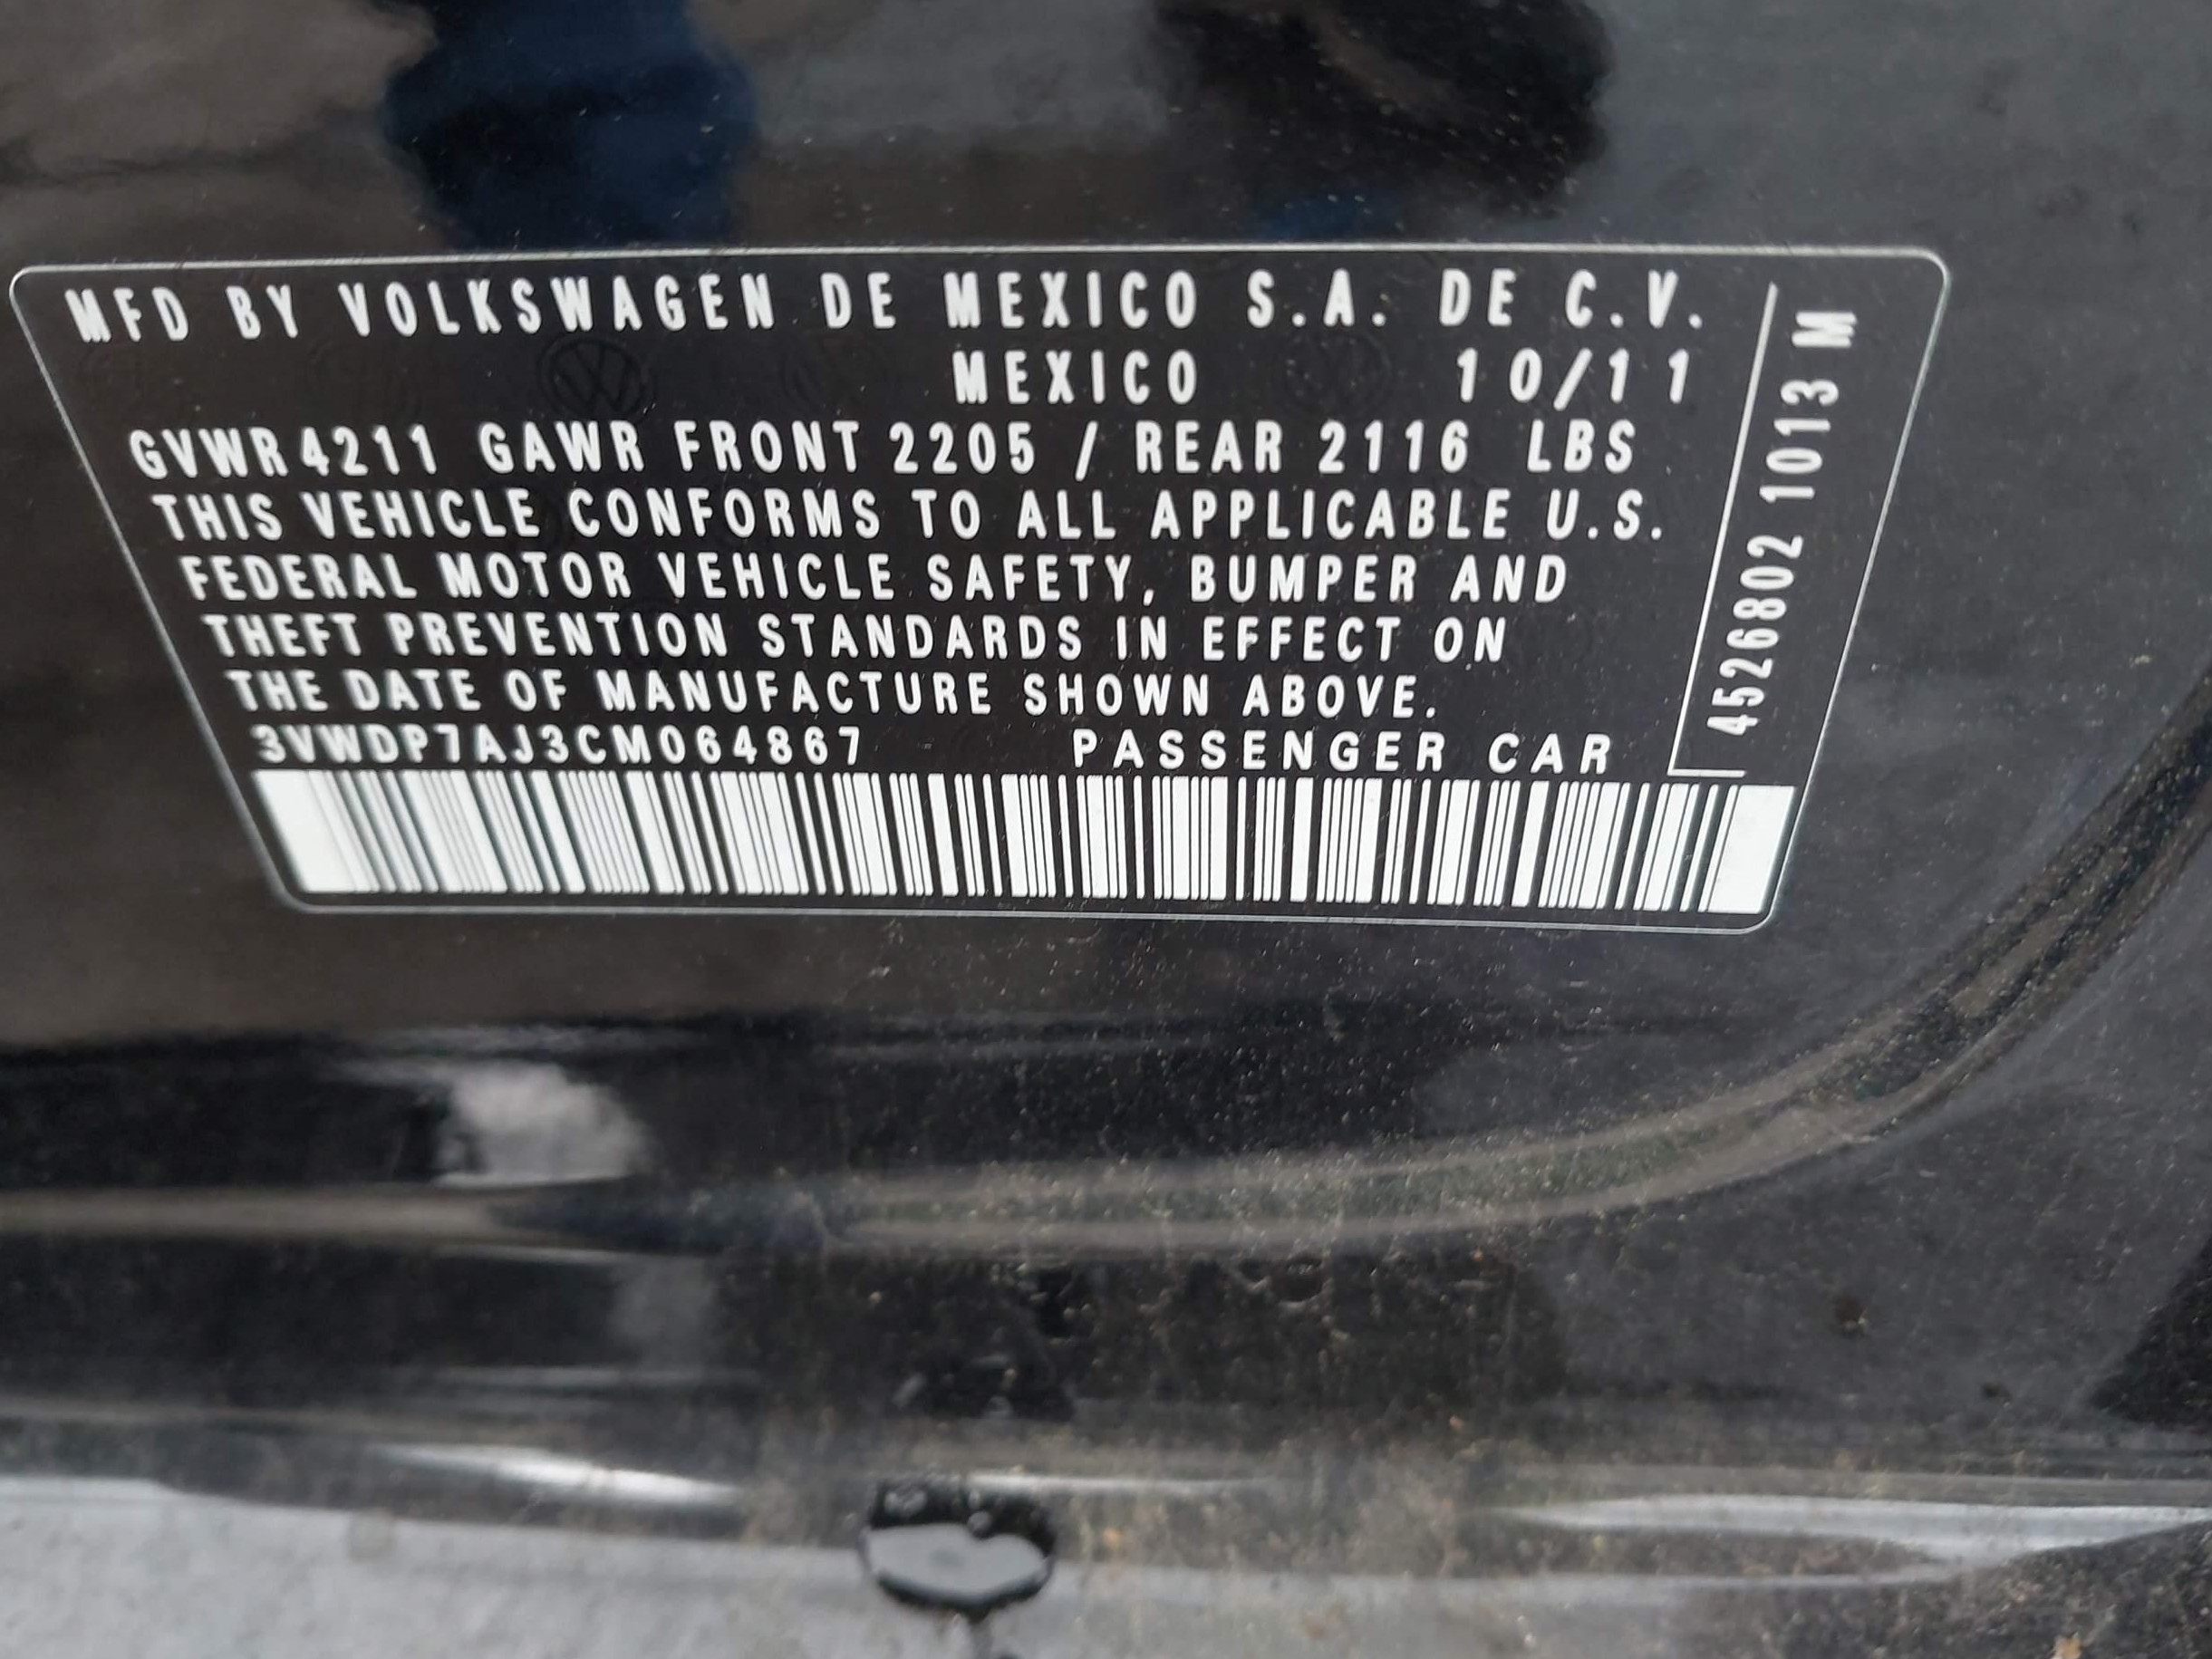 MFD BY VOLKSWAGEN DE MEXICO S.A. DE C.V.
MEXICO 10/11
GVWR4211 GAWR FRONT 2205 / REAR 2116 LBS
THIS VEHICLE CONFORMS TO ALL APPLICABLE U.S.
FEDERAL MOTOR VEHICLE SAFETY, BUMPER AND
THEFT PREVENTION STANDARDS IN EFFECT ON
THE DATE OF MANUFACTURE SHOWN ABOVE.
3VWDP7AJ3CM064867 PASSENGER CAR
4526802 1013 M